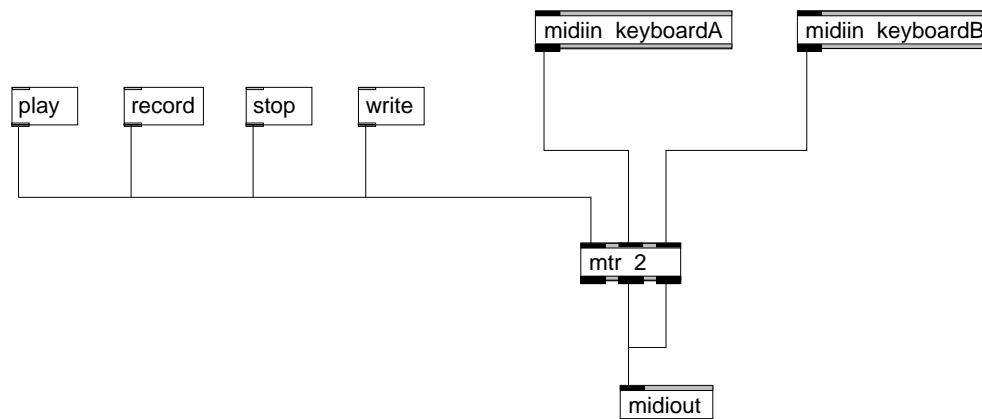 midiin keyboardA
midiin keyboardB
play
record
stop
write
mtr 2
midiout